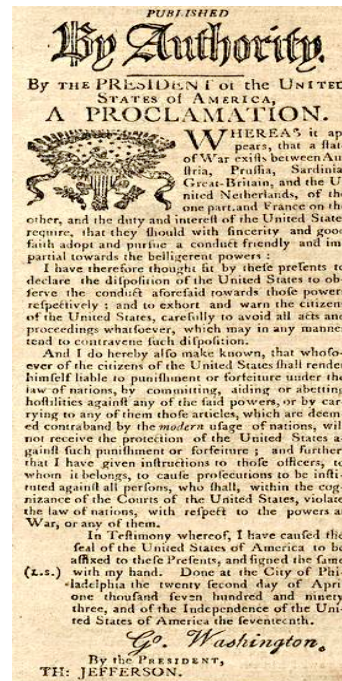 PUBLISHED
By Authority.
By the PRESIDENT of the United
States of America,
A PROCLAMATION.
WHEREAS it ap
pears, that a ſtat
of War exiſts between Au
ſtria, Pruſſia, Sardinia
Great-Britain, and the U
nited Netherlands, of the
one part, and France on the
other, and the duty and intereſt of the United State
require, that they ſhould with ſincerity and good
faith adopt and purſue a conduct friendly and im
partial towards the belligerent powers :
I have therefore thought fit by theſe preſents to
declare the diſpoſition of the United States to ob-
ſerve the conduct aforeſaid towards thoſe powers
reſpectively ; and to exhort and warn the citizens
of the United States, carefully to avoid all acts and
proceedings whatſoever, which may in any manner
tend to contravene ſuch diſpoſition.
And I do hereby alſo make known, that whoſo-
ever of the citizens of the United States ſhall render
himſelf liable to puniſhment or forfeiture under the
law of nations, by committing, aiding or abetting
hoſtilities againſt any of the ſaid powers, or by car-
rying to any of them thoſe articles, which are deem-
ed contraband by the modern uſage of nations, will
not receive the protection of the United States a-
gainſt ſuch puniſhment or forfeiture ; and further
that I have given inſtructions to thoſe officers, to
whom it belongs, to cauſe proſecutions to be inſti-
tuted againſt all perſons, who ſhall, within the cog-
nizance of the Courts of the United States, violate
the law of nations, with reſpect to the powers a
War, or any of them.
In Teſtimony whereof, I have cauſed the
ſeal of the United States of America to be
affixed to theſe Preſents, and ſigned the ſame
(L.S.) with my hand. Done at the City of Phi-
ladelphia the twenty ſecond day of April
one thouſand ſeven hundred and ninety
three, and of the Independence of the Uni-
ted States of America the ſeventeenth.
Go. Waſhington.
By the President,
TH: JEFFERSON.